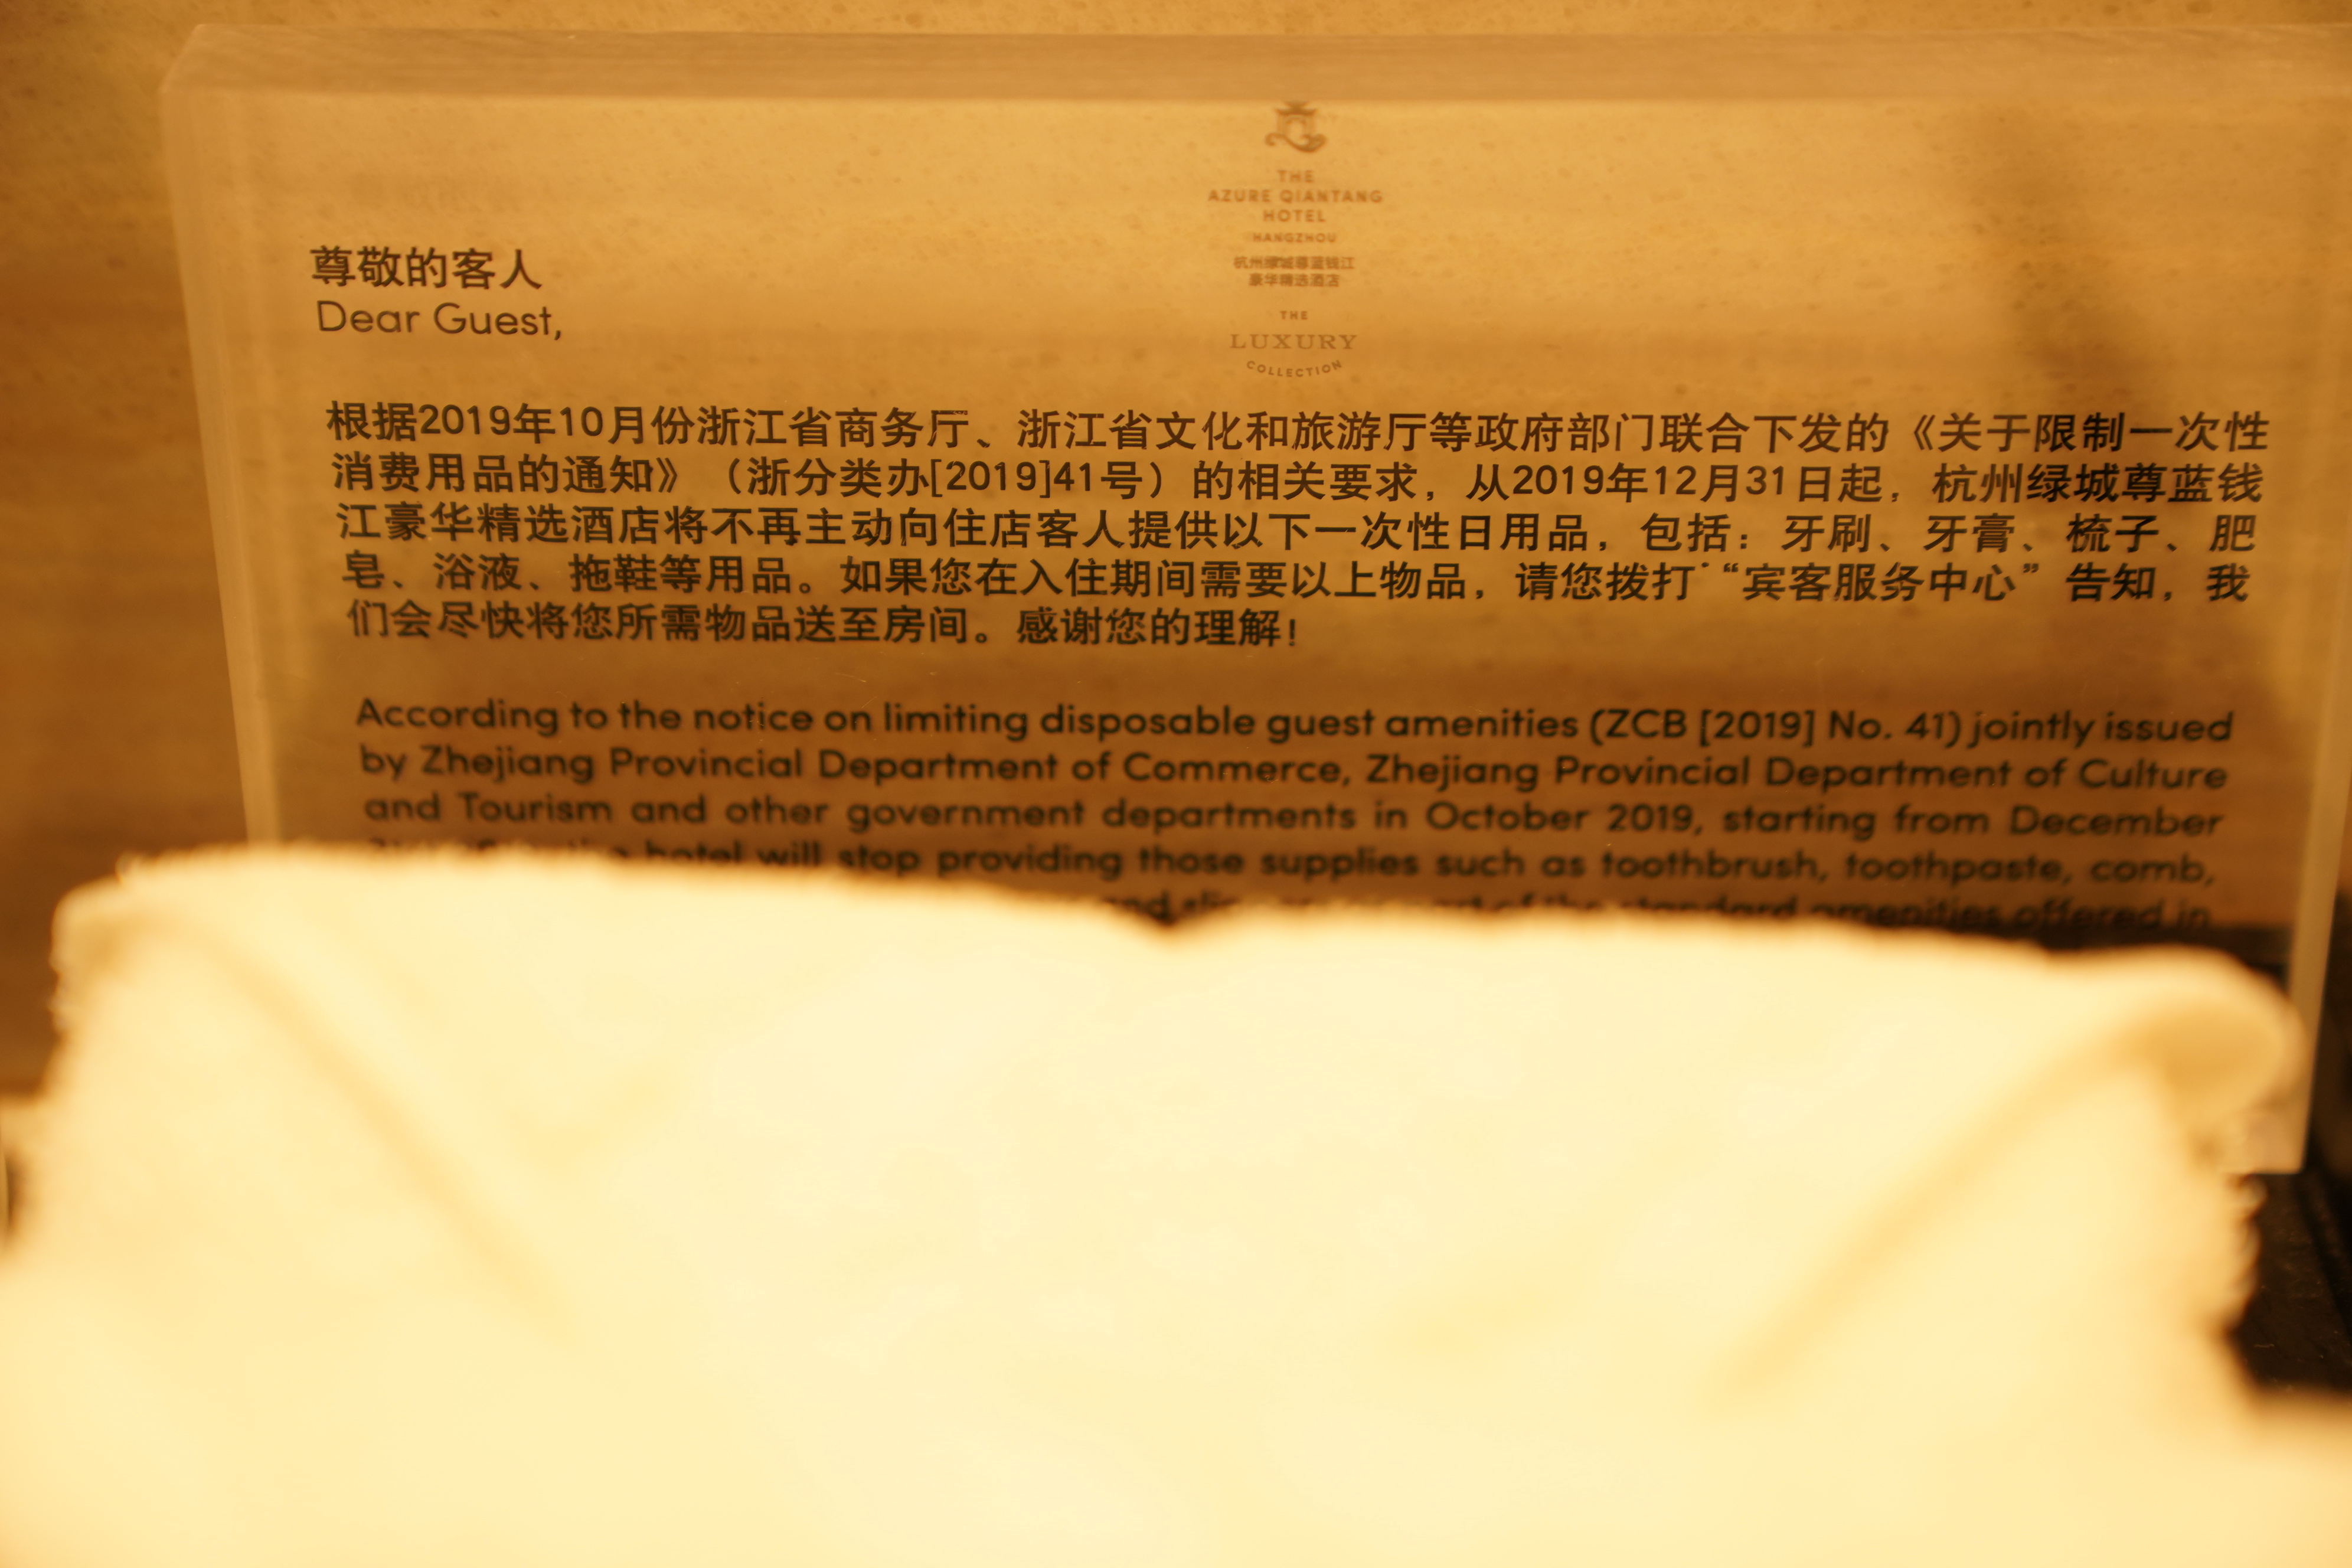 THE
AZURE QIANTANG
HOTEL
HANGZHOU
杭州绿城尊蓝钱江
豪华精选酒店
THE
LUXURY
COLLECTION
尊敬的客人
Dear Guest,
根据2019年10月份浙江省商务厅、浙江省文化和旅游厅等政府部门联合下发的《关于限制一次性
消费用品的通知》（浙分类办[2019]41号）的相关要求，从2019年12月31日起，杭州绿城尊蓝钱
江豪华精选酒店将不再主动向住店客人提供以下一次性日用品，包括：牙刷、牙膏、梳子、肥
皂、浴液、拖鞋等用品。如果您在入住期间需要以上物品，请您拨打“宾客服务中心”告知，我
们会尽快将您所需物品送至房间。感谢您的理解！
According to the notice on limiting disposable guest amenities (ZCB [2019] No. 41) jointly issued
by Zhejiang Provincial Department of Commerce, Zhejiang Provincial Department of Culture
and Tourism and other government departments in October 2019, starting from December
hotel will stop providing those supplies such as toothbrush, toothpaste, comb,
and of the standard amenities offered in